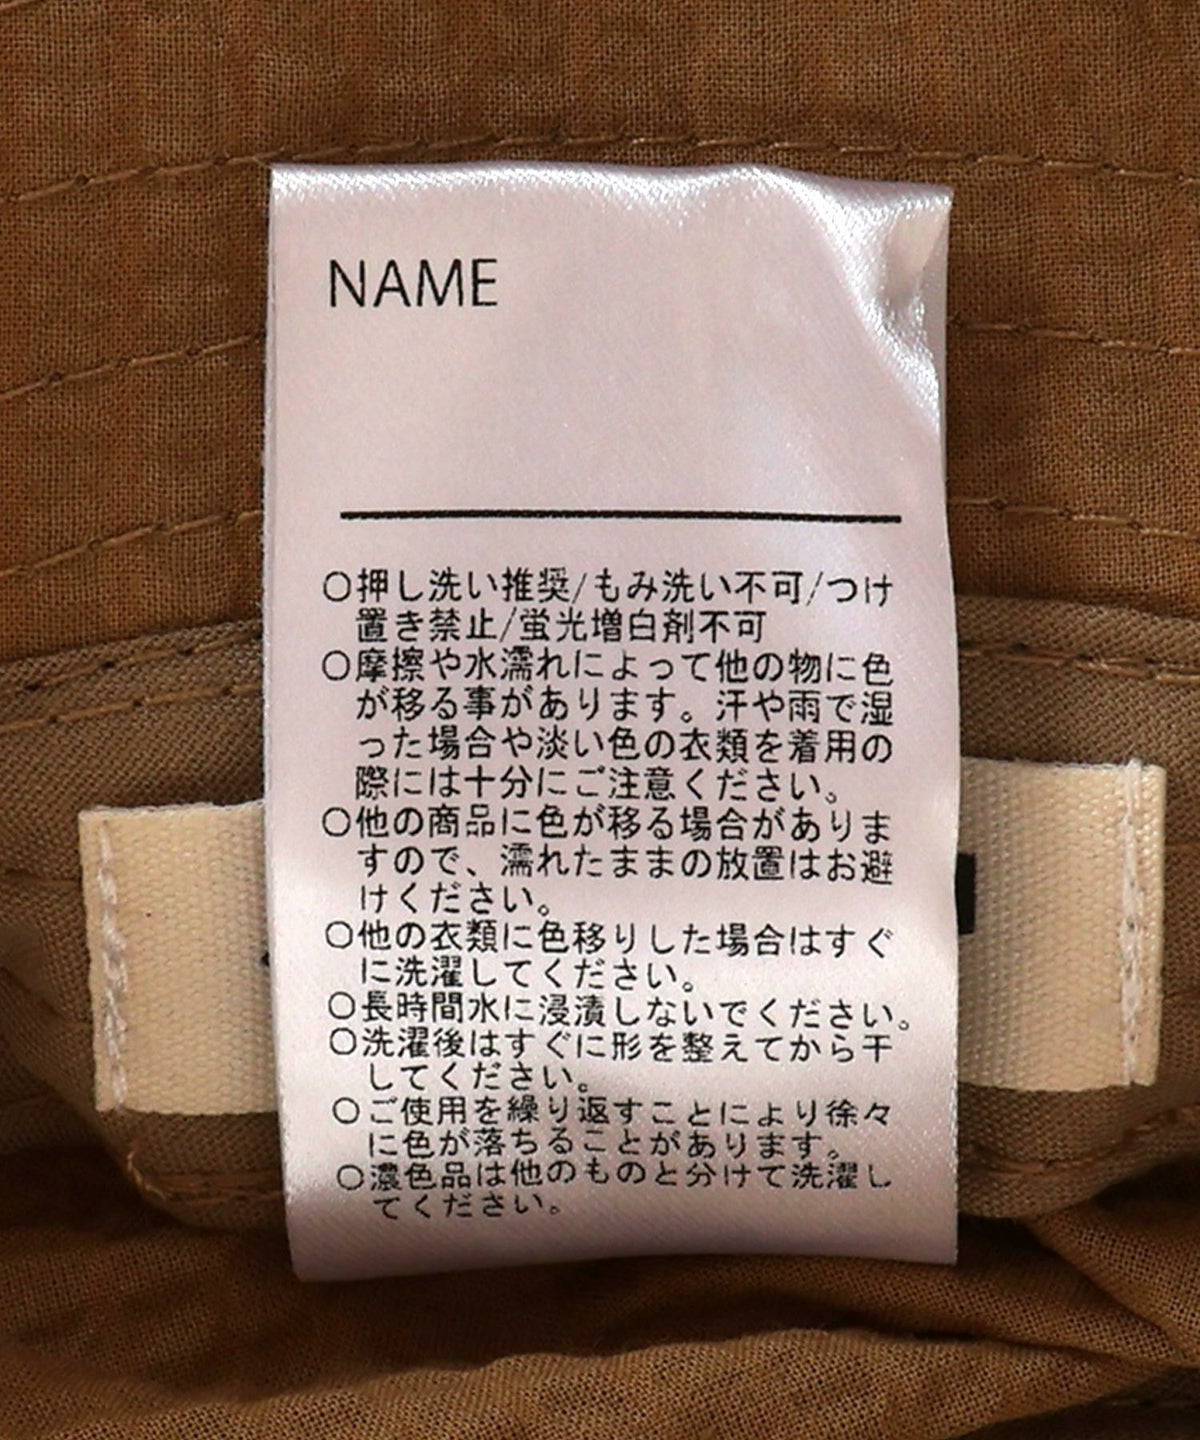 NAME
○押し洗い推奨/もみ洗い不可/つけ
置き禁止/蛍光増白剤不可
○摩擦や水濡れによって他の物に色
が移る事があります。汗や雨で湿
った場合や淡い色の衣類を着用の
際には十分にご注意ください。
○他の商品に色が移る場合がありま
すので、濡れたままの放置はお避
けください。
○他の衣類に色移りした場合はすぐ
に洗濯してください。
○長時間水に浸漬しないでください。
○洗濯後はすぐに形を整えてから干
してください。
○ご使用を繰り返すことにより徐々
に色が落ちることがあります。
○濃色品は他のものと分けて洗濯し
てください。